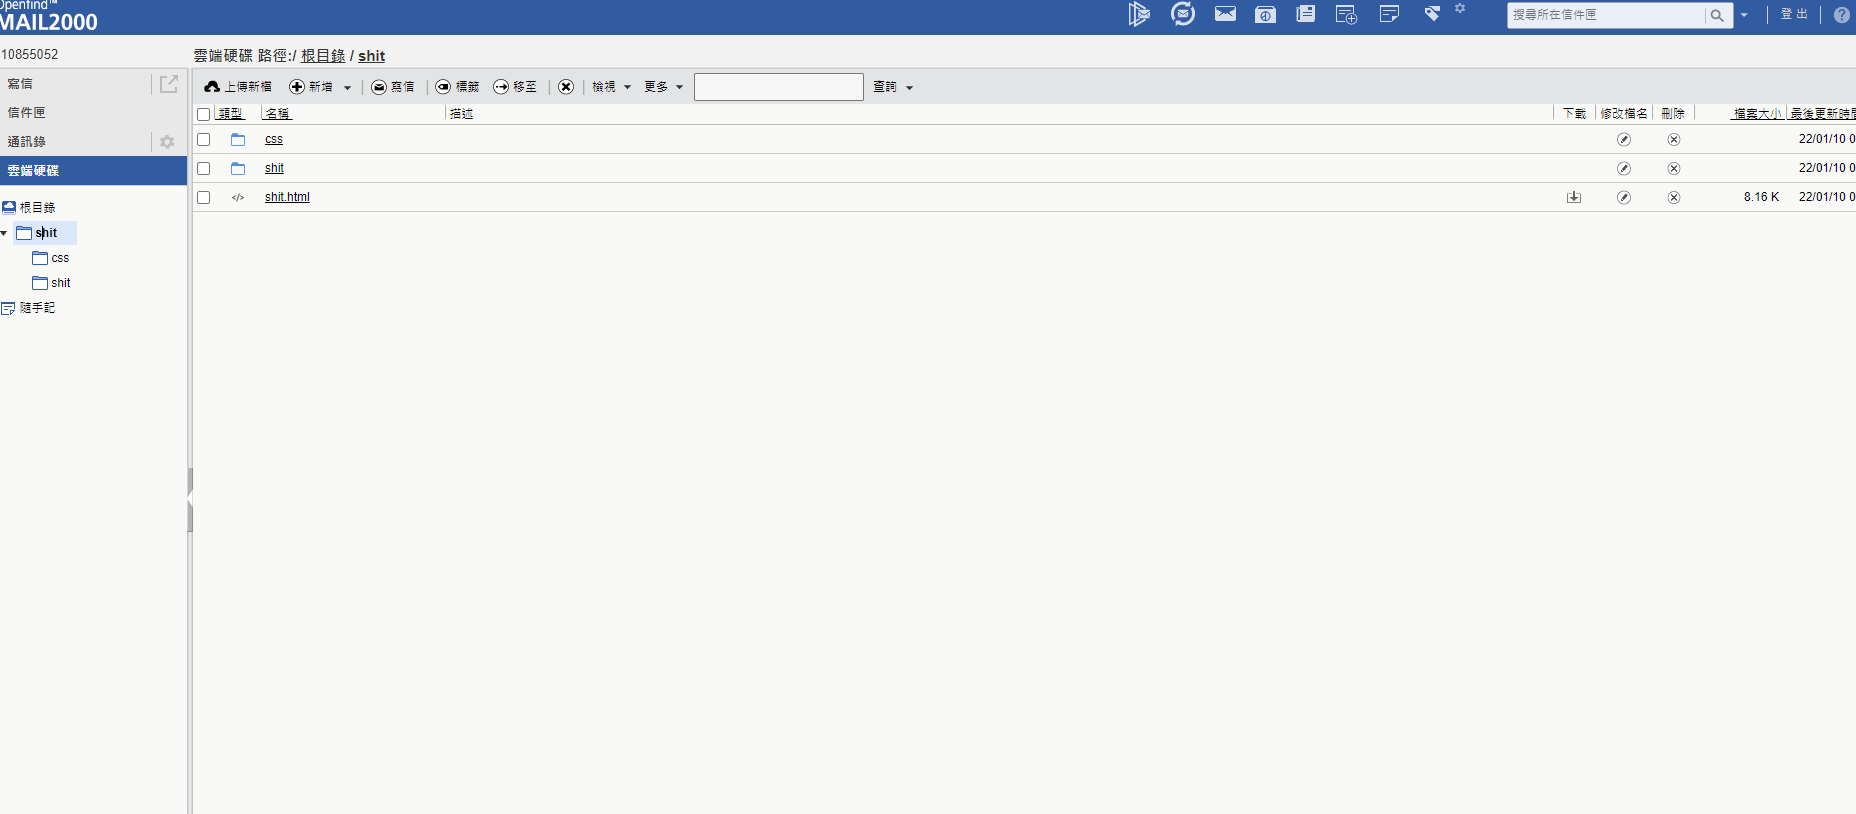 Openfind™
MAIL2000
搜尋所在信件匣
登 出
10855052
雲端硬碟 路徑:/ 根目錄 / shit
寫信
信件匣
通訊錄
雲端硬碟
根目錄
shit
css
shit
隨手記
上傳新檔 新增 寫信 標籤 移至 檢視 更多 查詢
類型 名稱 描述 下載 修改檔名 刪除 檔案大小 最後更新時間
css 22/01/10 0
shit 22/01/10 0
</> shit.html 8.16 K 22/01/10 0